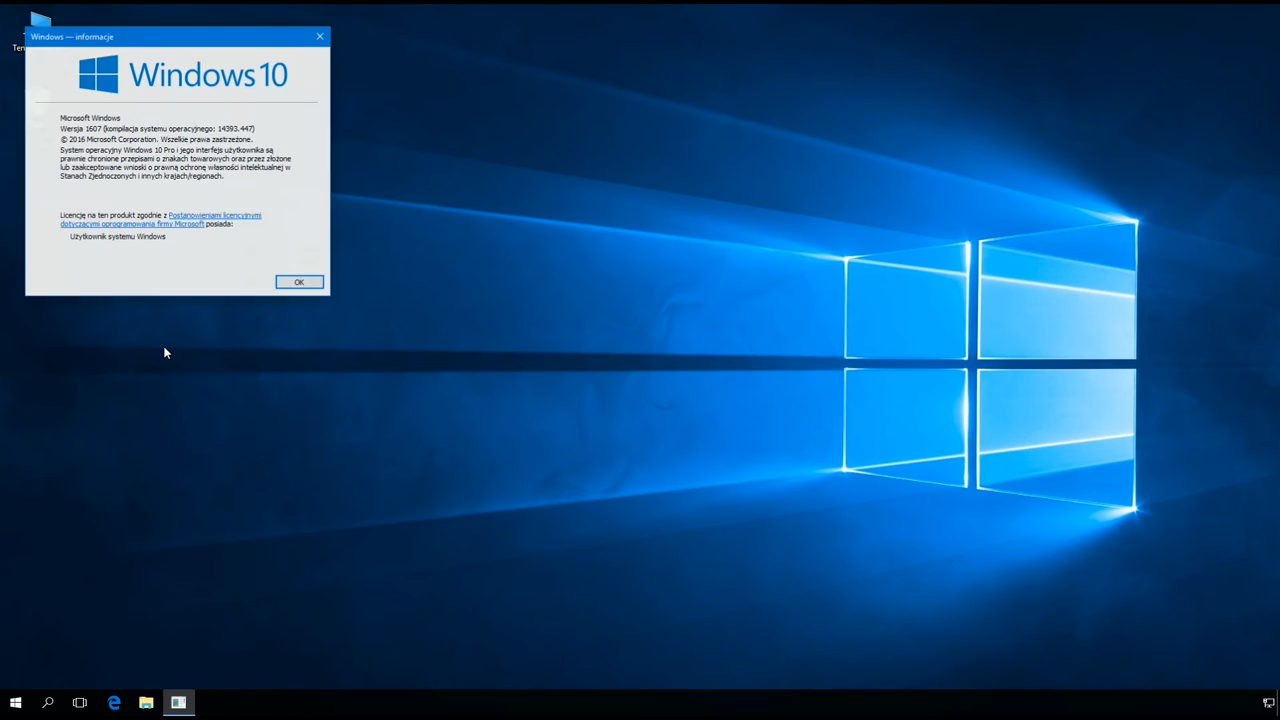 Ten
Windows — informacje
Windows 10
Microsoft Windows
Wersja 1607 (kompilacja systemu operacyjnego: 14393.447)
© 2016 Microsoft Corporation. Wszelkie prawa zastrzeżone.
System operacyjny Windows 10 Pro i jego interfejs użytkownika są
prawnie chronione przepisami o znakach towarowych oraz przez złożone
lub zaakceptowane wnioski o prawną ochronę własności intelektualnej w
Stanach Zjednoczonych i innych krajach/regionach.
Licencję na ten produkt zgodnie z Postanowieniami licencyjnymi
dotyczącymi oprogramowania firmy Microsoft posiada:
Użytkownik systemu Windows
OK